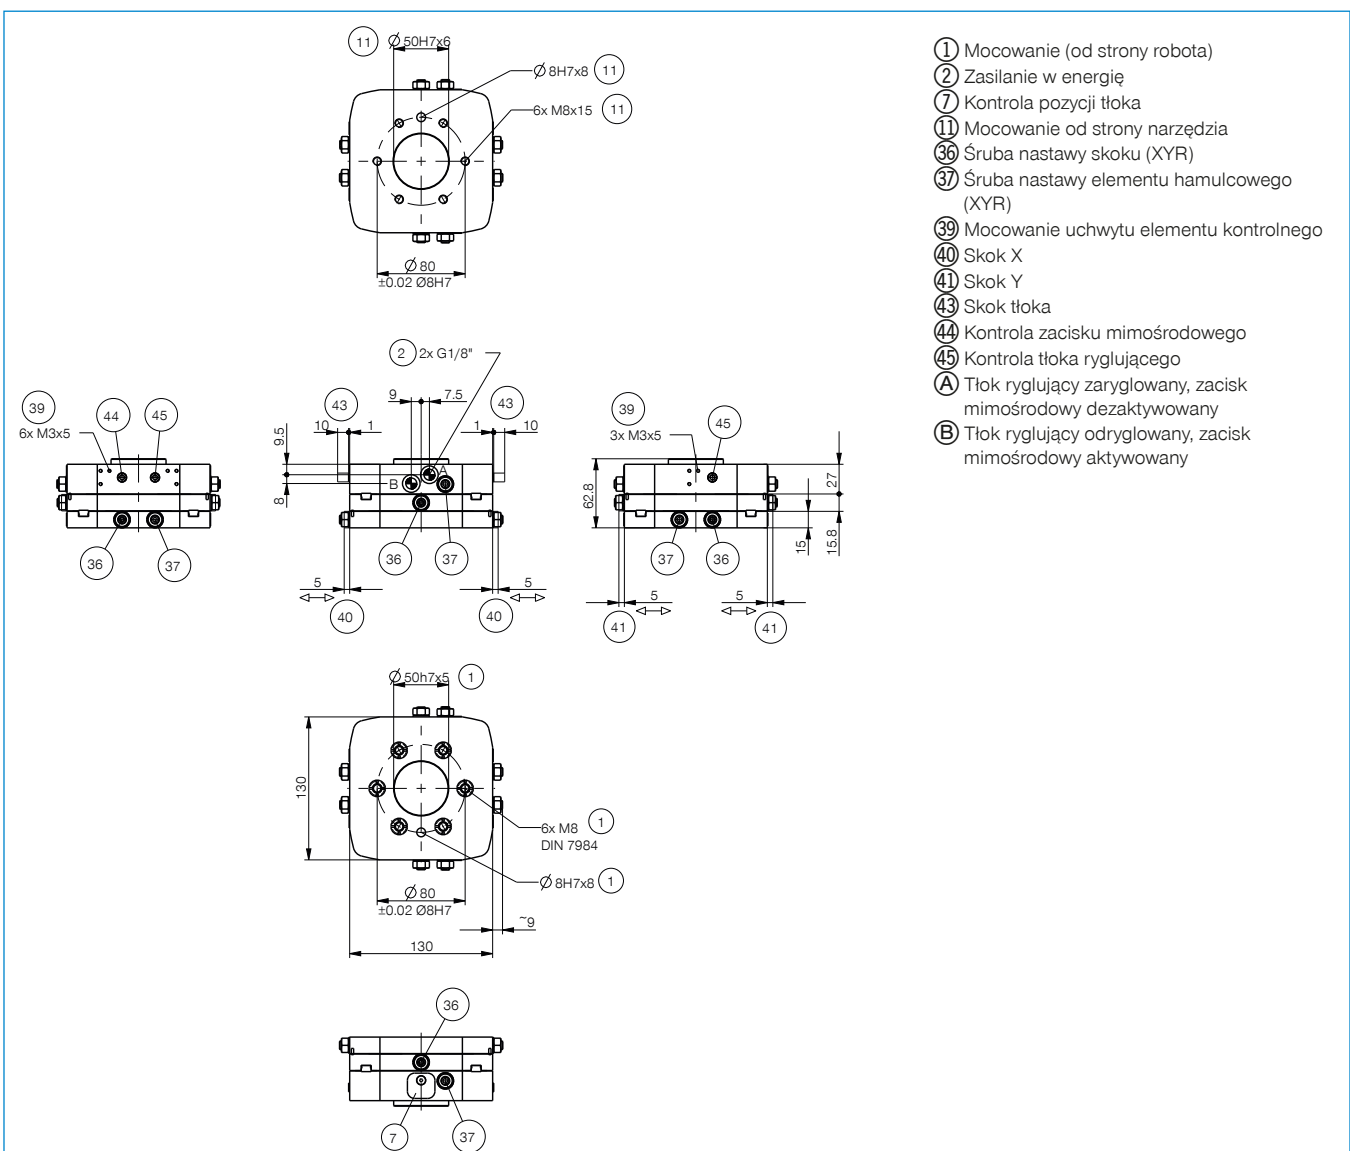 11 Ø 50H7x6
Ø 8H7x8 11
6x M8x15 11
Ø 80
±0.02 Ø8H7
1 Mocowanie (od strony robota)
2 Zasilanie w energię
7 Kontrola pozycji tłoka
11 Mocowanie od strony narzędzia
36 Śruba nastawy skoku (XYR)
37 Śruba nastawy elementu hamulcowego
(XYR)
39 Mocowanie uchwytu elementu kontrolnego
40 Skok X
41 Skok Y
43 Skok tłoka
44 Kontrola zacisku mimośrodowego
45 Kontrola tłoka ryglującego
A Tłok ryglujący zaryglowany, zacisk
mimośrodowy dezaktywowany
B Tłok ryglujący odryglowany, zacisk
mimośrodowy aktywowany
39
6x M3x5
44
45
36
37
2 2x G1/8"
9
7.5
43
43
10
1
1
10
9.5
8
A
B
36
37
5
5
40
40
39
3x M3x5
45
62.8
27
15
15.8
37
36
5
5
41
41
Ø 50h7x5 1
130
6x M8 1
DIN 7984
Ø 8H7x8 1
Ø 80
±0.02 Ø8H7
~9
130
36
7
37